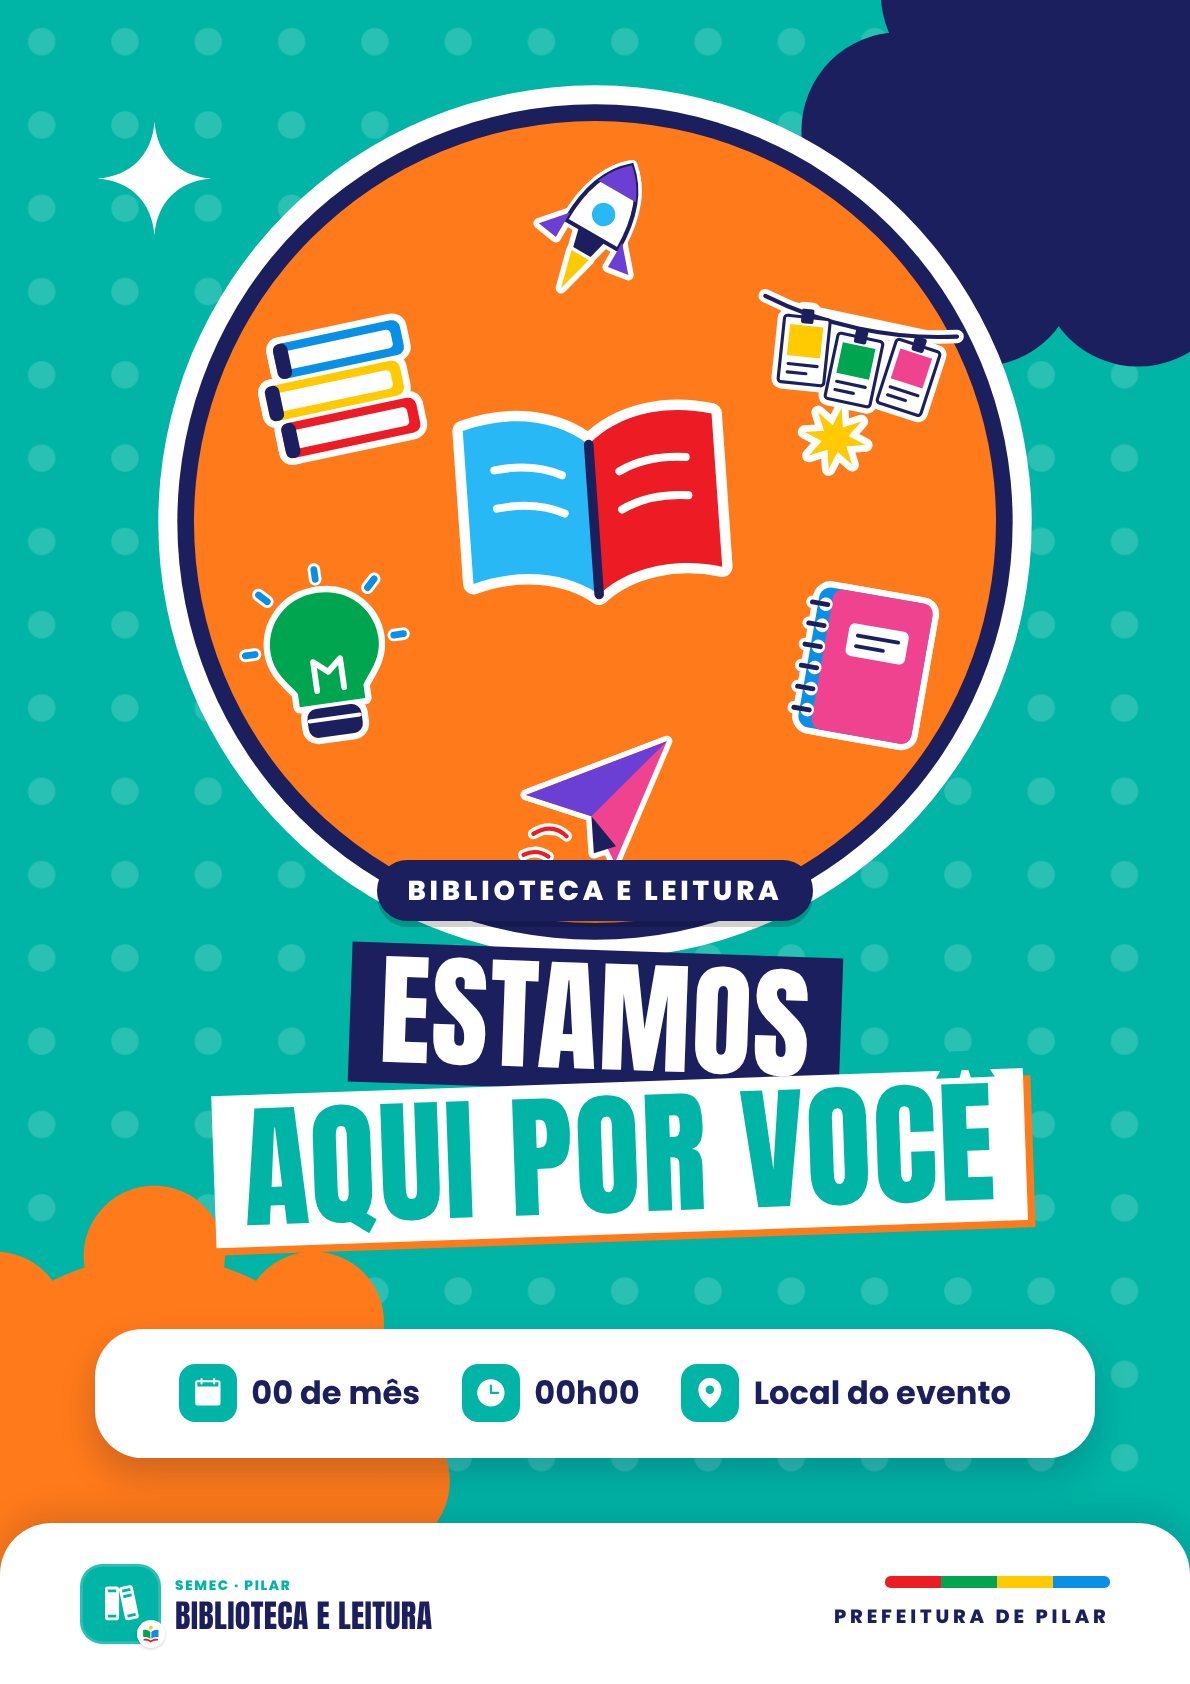 M
BIBLIOTECA E LEITURA
ESTAMOS
AQUI POR VOCÊ
00 de mês
00h00
Local do evento
SEMEC · PILAR
BIBLIOTECA E LEITURA
PREFEITURA DE PILAR